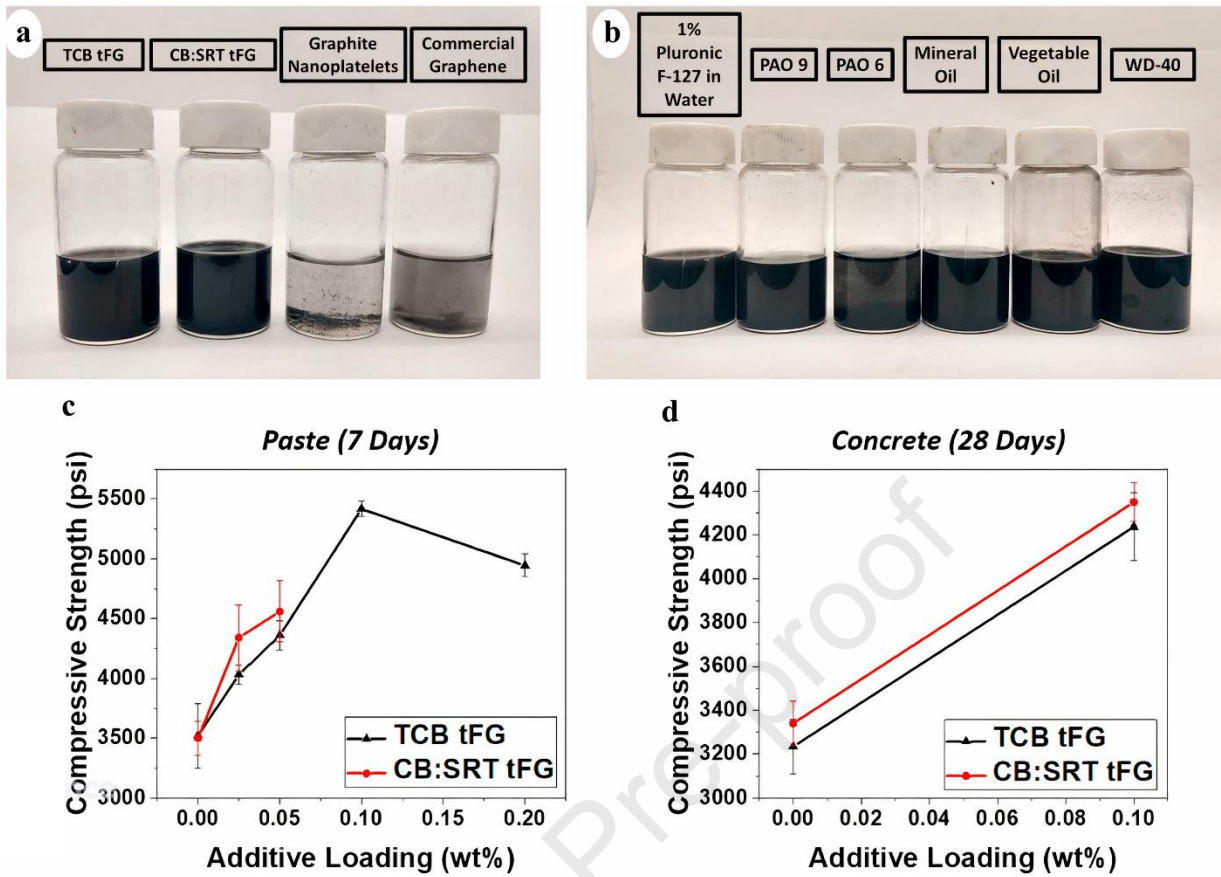 a
TCB tFG
CB:SRT tFG
Graphite
Nanoplatelets
Commercial
Graphene
b
1%
Pluronic
F-127 in
Water
PAO 9
PAO 6
Mineral
Oil
Vegetable
Oil
WD-40
c
Paste (7 Days)
Compressive Strength (psi)
5500
5000
4500
4000
3500
3000
0.00
0.05
0.10
0.15
0.20
Additive Loading (wt%)
TCB tFG
CB:SRT tFG
d
Concrete (28 Days)
Compressive Strength (psi)
4400
4200
4000
3800
3600
3400
3200
3000
0.00
0.02
0.04
0.06
0.08
0.10
Additive Loading (wt%)
TCB tFG
CB:SRT tFG
Pre-proof